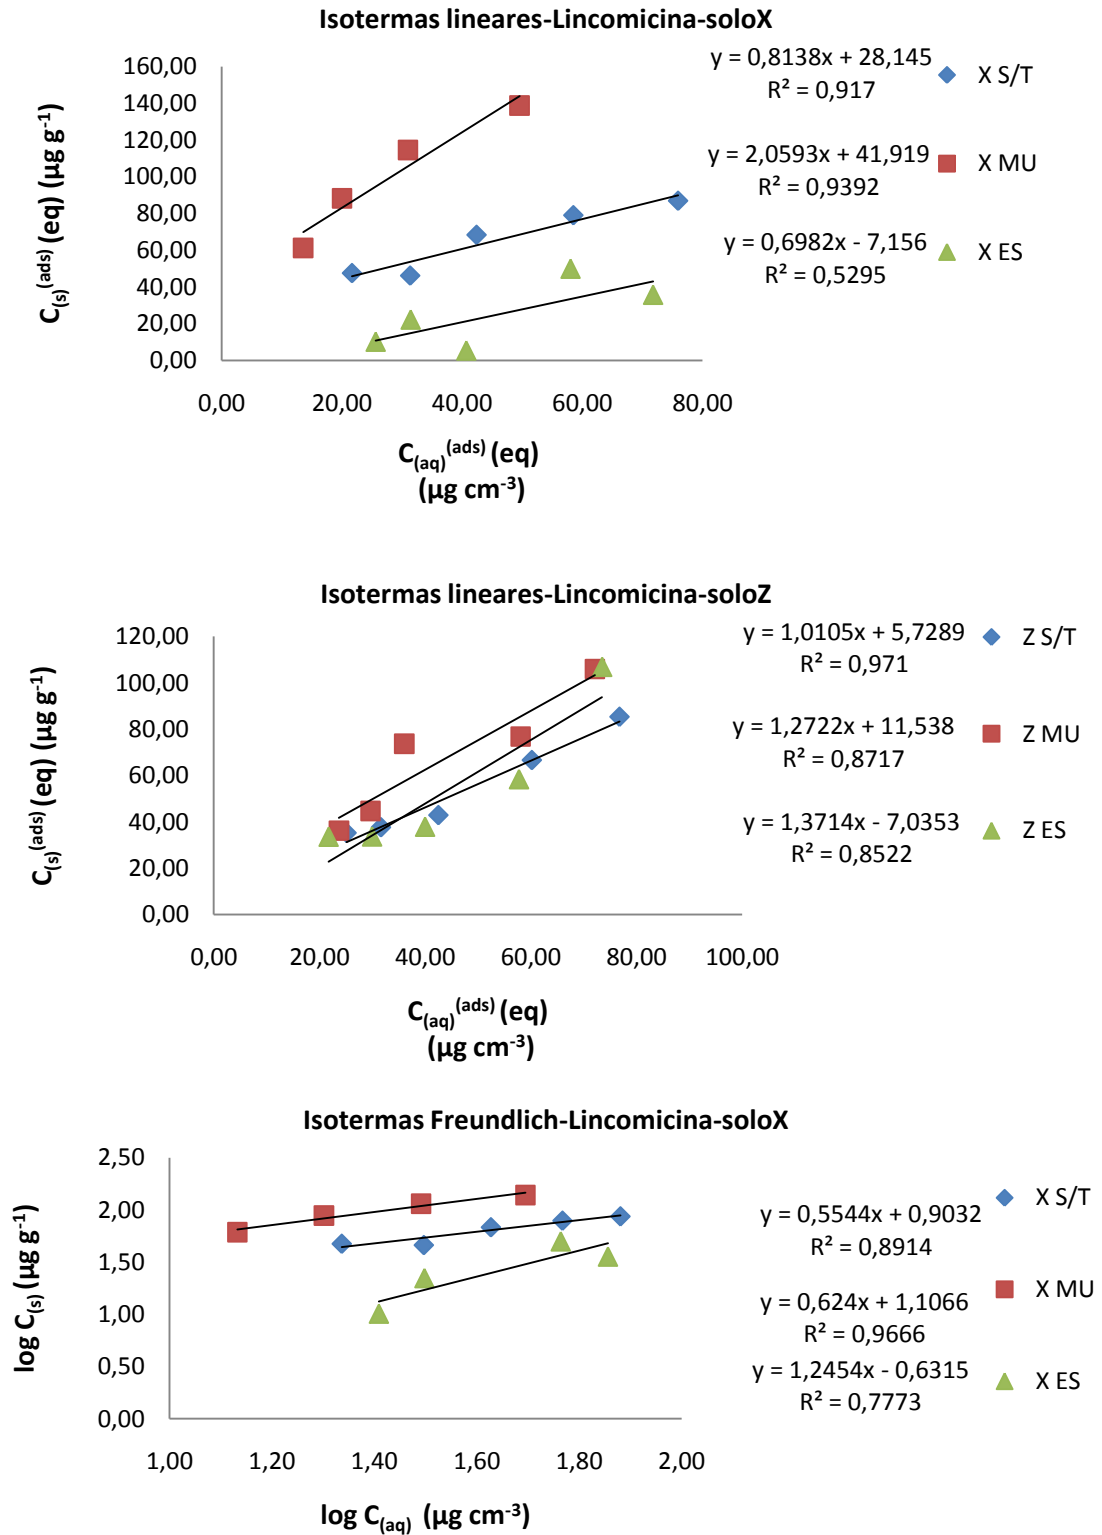 Isotermas lineares-Lincomicina-soloX
C(s)(ads) (eq) (µg g-1)
160,00
140,00
120,00
100,00
80,00
60,00
40,00
20,00
0,00
0,00 20,00 40,00 60,00 80,00
C(aq)(ads) (eq)
(µg cm-3)
y = 0,8138x + 28,145
R² = 0,917
X S/T
y = 2,0593x + 41,919
R² = 0,9392
X MU
y = 0,6982x - 7,156
R² = 0,5295
X ES
Isotermas lineares-Lincomicina-soloZ
C(s)(ads) (eq) (µg g-1)
120,00
100,00
80,00
60,00
40,00
20,00
0,00
0,00 20,00 40,00 60,00 80,00 100,00
C(aq)(ads) (eq)
(µg cm-3)
y = 1,0105x + 5,7289
R² = 0,971
Z S/T
y = 1,2722x + 11,538
R² = 0,8717
Z MU
y = 1,3714x - 7,0353
R² = 0,8522
Z ES
Isotermas Freundlich-Lincomicina-soloX
log C(s) (µg g-1)
2,50
2,00
1,50
1,00
0,50
0,00
1,00 1,20 1,40 1,60 1,80 2,00
log C(aq) (µg cm-3)
X S/T
y = 0,5544x + 0,9032
R² = 0,8914
X MU
y = 0,624x + 1,1066
R² = 0,9666
y = 1,2454x - 0,6315
R² = 0,7773
X ES